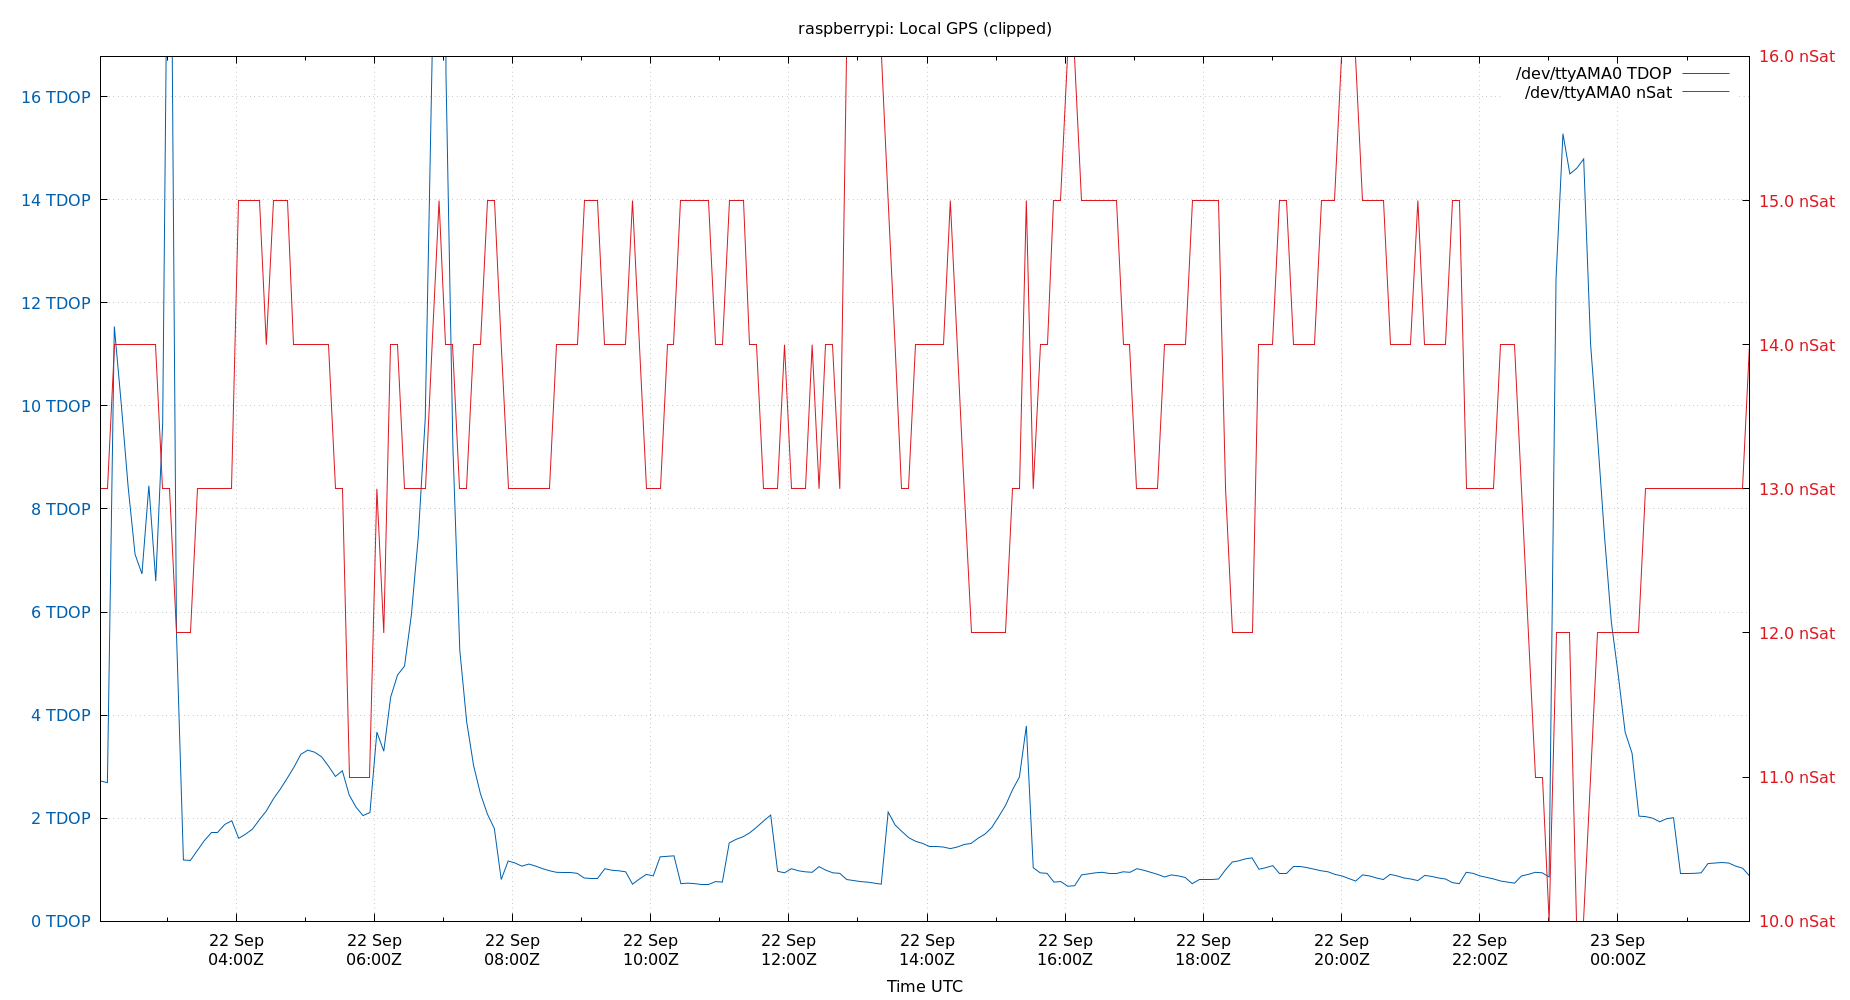 raspberrypi: Local GPS (clipped)
/dev/ttyAMA0 TDOP
/dev/ttyAMA0 nSat
16 TDOP
14 TDOP
12 TDOP
10 TDOP
8 TDOP
6 TDOP
4 TDOP
2 TDOP
0 TDOP
16.0 nSat
15.0 nSat
14.0 nSat
13.0 nSat
12.0 nSat
11.0 nSat
10.0 nSat
22 Sep
04:00Z
22 Sep
06:00Z
22 Sep
08:00Z
22 Sep
10:00Z
22 Sep
12:00Z
22 Sep
14:00Z
22 Sep
16:00Z
22 Sep
18:00Z
22 Sep
20:00Z
22 Sep
22:00Z
23 Sep
00:00Z
Time UTC